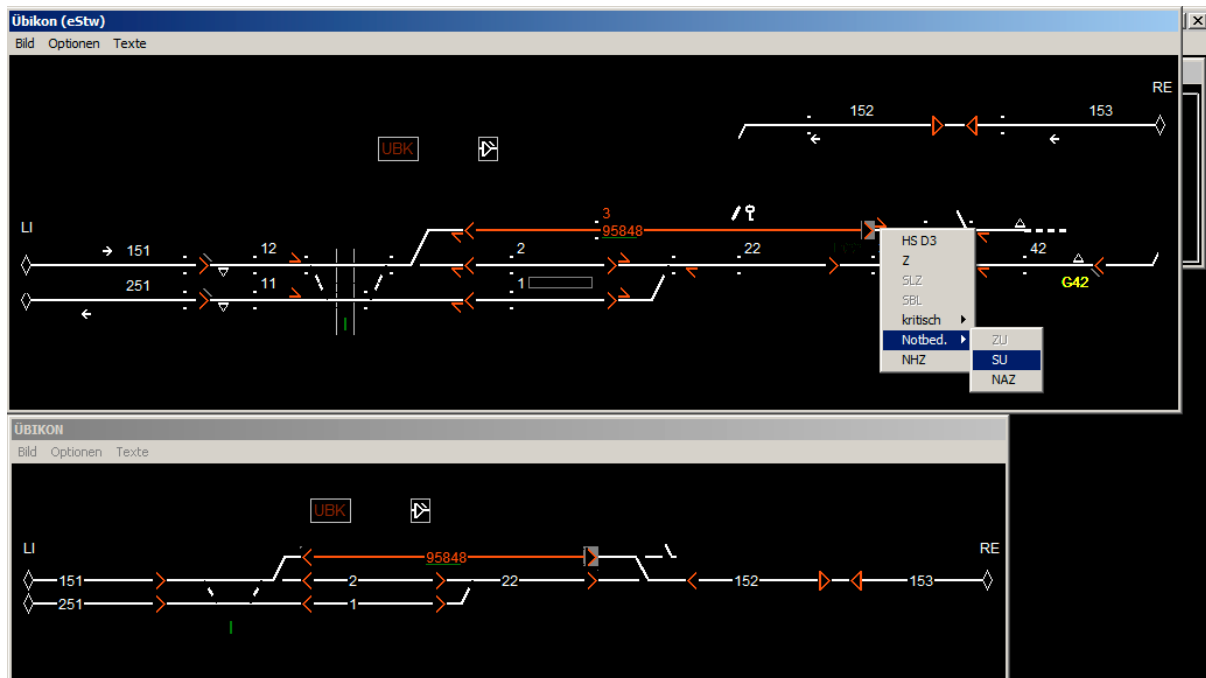 Übikon (eStw)
Bild Optionen Texte
RE
152 153
UBK
3
95848
LI
151 12 2 22 42
251 11 1 G42
HS D3
Z
SLZ
SBL
kritisch
Notbed.
NHZ
ZU
SU
NAZ
ÜBIKON
Bild Optionen Texte
UBK
LI RE
95848
151 2 22 152 153
251 1